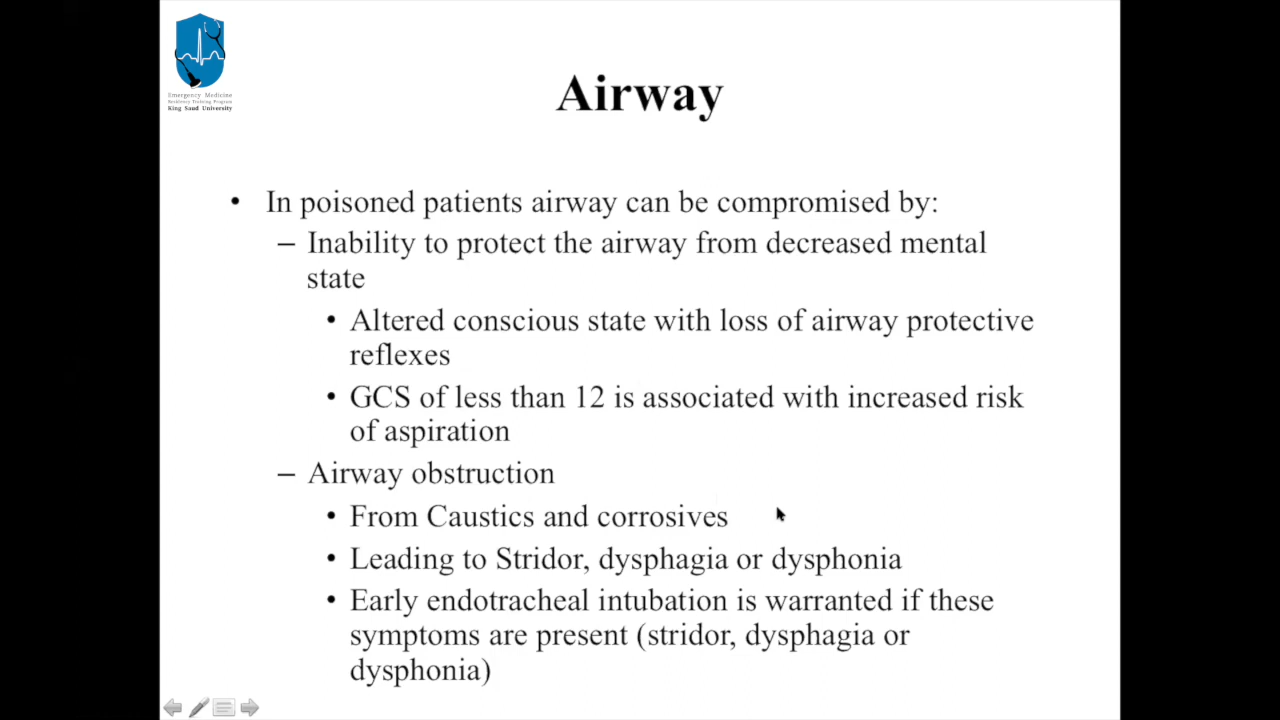 Emergency Medicine
Residency Training Program
King Saud University
Airway
• In poisoned patients airway can be compromised by:
– Inability to protect the airway from decreased mental
state
• Altered conscious state with loss of airway protective
reflexes
• GCS of less than 12 is associated with increased risk
of aspiration
– Airway obstruction
• From Caustics and corrosives
• Leading to Stridor, dysphagia or dysphonia
• Early endotracheal intubation is warranted if these
symptoms are present (stridor, dysphagia or
dysphonia)